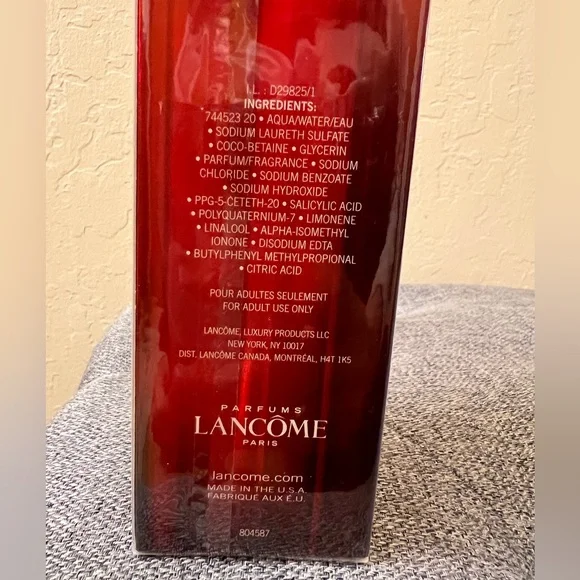 I.L. : D29825/1
INGREDIENTS:
744523 20 • AQUA/WATER/EAU
• SODIUM LAURETH SULFATE
• COCO-BETAINE • GLYCERIN
• PARFUM/FRAGRANCE • SODIUM
CHLORIDE • SODIUM BENZOATE
• SODIUM HYDROXIDE
• PPG-5-CETETH-20 • SALICYLIC ACID
• POLYQUATERNIUM-7 • LIMONENE
• LINALOOL • ALPHA-ISOMETHYL
IONONE • DISODIUM EDTA
• BUTYLPHENYL METHYLPROPIONAL
• CITRIC ACID
POUR ADULTES SEULEMENT
FOR ADULT USE ONLY
LANCÔME, LUXURY PRODUCTS LLC
NEW YORK, NY 10017
DIST. LANCÔME CANADA, MONTRÉAL, H4T 1K5
PARFUMS
LANCÔME
PARIS
lancome.com
MADE IN THE U.S.A.
FABRIQUÉ AUX É.U.
804587